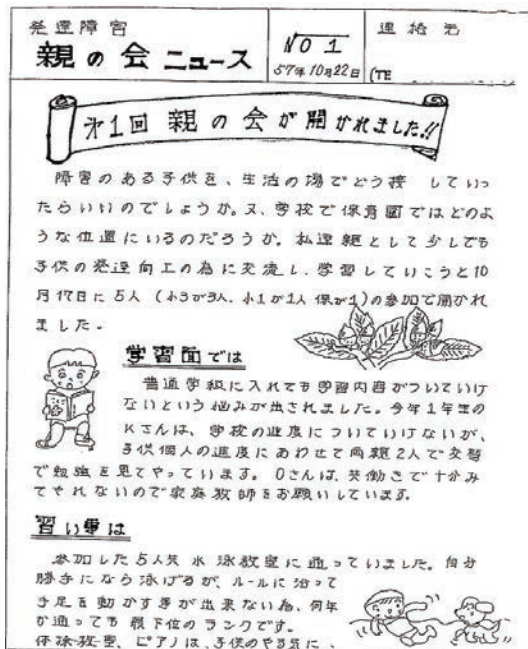 発達障害
親の会ニュース
NO 1
57年10月22日
連絡先
(TE
第1回 親の会が開かれました!!
障害のある子供を、生活の場でどう接 していっ
たらいいのでしょうか。又、学校で保育園ではどのよ
うな位置にいるのだろうか。私達親として少しでも
子供の発達向上の為に交流し、学習していこうと10
月17日に5人 (小3が3人、小1が1人 保が1)の参加で開かれ
ました。
学習面では
普通学級に入れても学習内容がついていけ
ないという悩みが出されました。今年1年生の
Kさんは、学校の進度についていけないが、
子供個人の進度にあわせて両親2人で交替
で勉強を見てやっています。Oさんは、共働きで十分み
てやれないので家庭教師をお願いしています。
習い事は
参加した5人共 水泳教室に通っていました。自分
勝手になら泳げるが、ルールに沿って
手足を動かす事が出来ない為、何年
か通っても最下位のランクです。
体操教室、ピアノは、子供のやる気に、